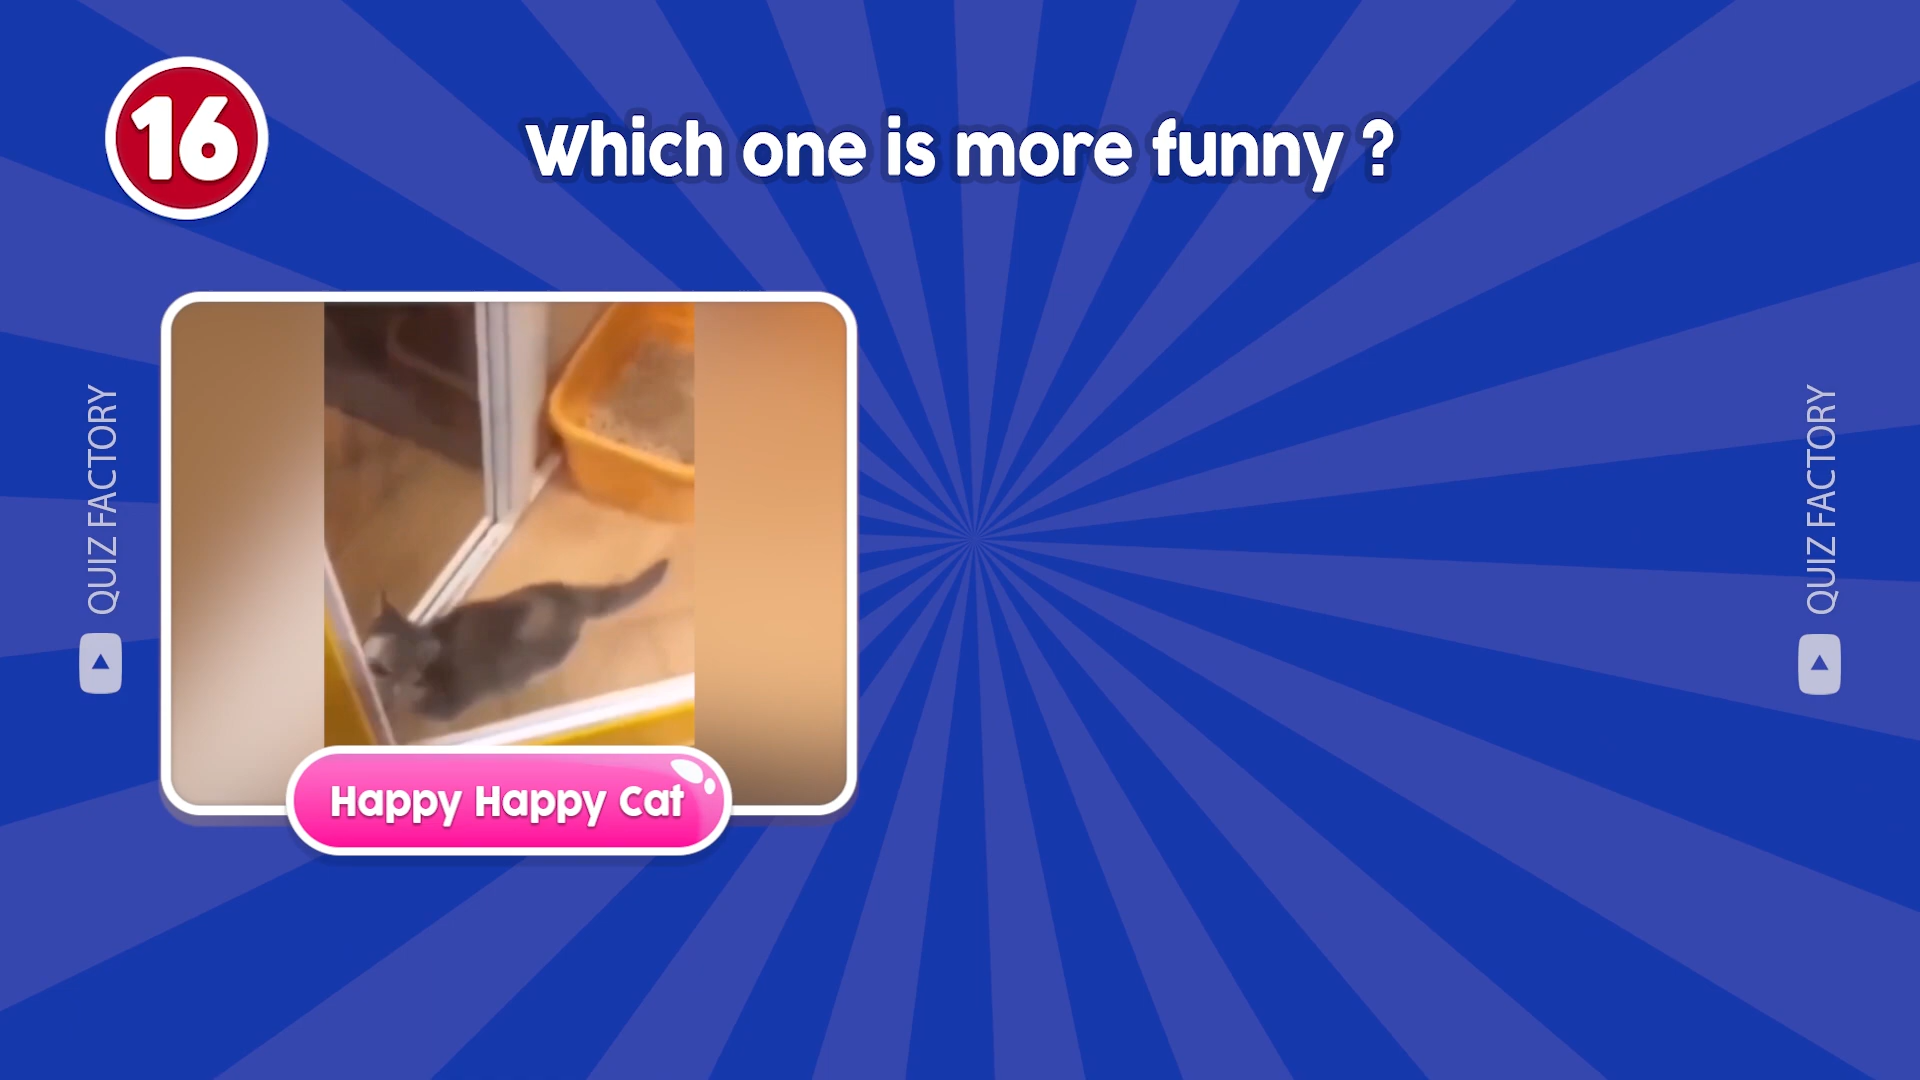 16
Which one is more funny ?
QUIZ FACTORY
Happy Happy Cat
QUIZ FACTORY